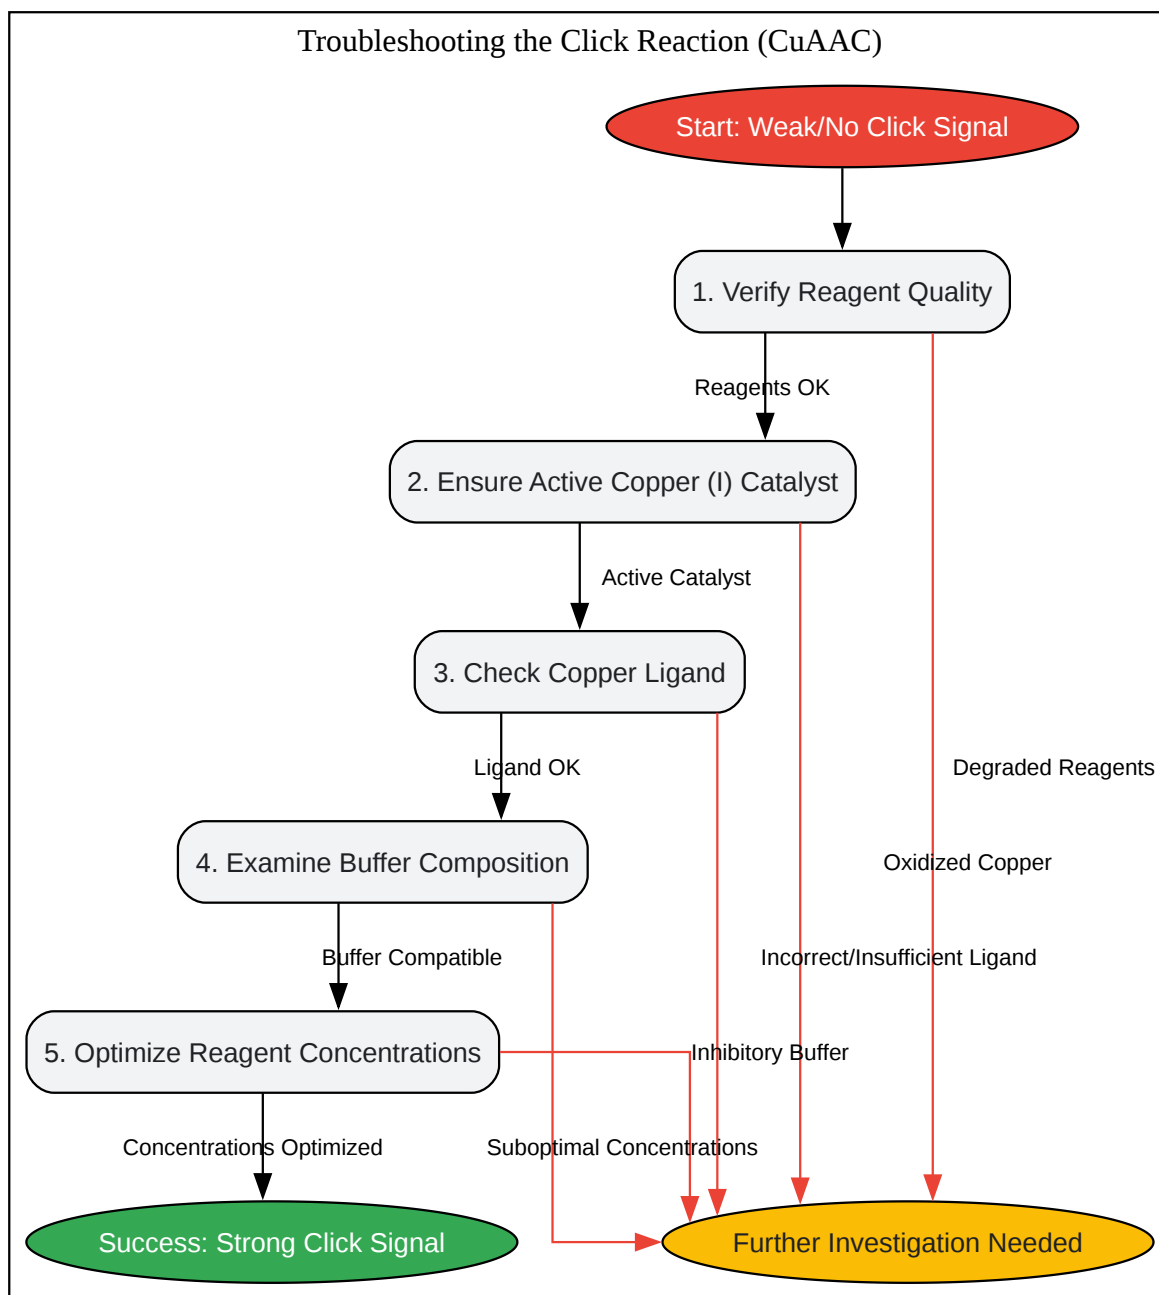 Troubleshooting the Click Reaction (CuAAC)
Start: Weak/No Click Signal
1. Verify Reagent Quality
Reagents OK
2. Ensure Active Copper (I) Catalyst
Active Catalyst
3. Check Copper Ligand
Ligand OK
Degraded Reagents
4. Examine Buffer Composition
Oxidized Copper
Buffer Compatible
Incorrect/Insufficient Ligand
5. Optimize Reagent Concentrations
Inhibitory Buffer
Concentrations Optimized
Suboptimal Concentrations
Success: Strong Click Signal
Further Investigation Needed